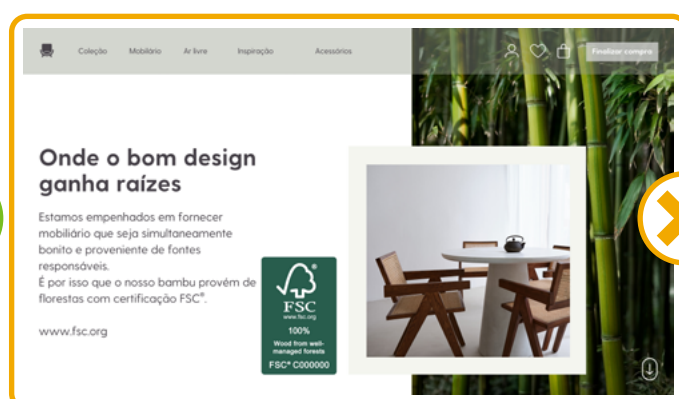 Coleção Mobilário Ar livre Inspiração Acessórios Finalizar compra
Onde o bom design
ganha raízes
Estamos empenhados em fornecer
mobiliário que seja simultaneamente
bonito e proveniente de fontes
responsáveis.
É por isso que o nosso bambu provém de
florestas com certificação FSC®.
www.fsc.org
®
FSC
www.fsc.org
100%
Wood from well-
managed forests
FSC® C000000